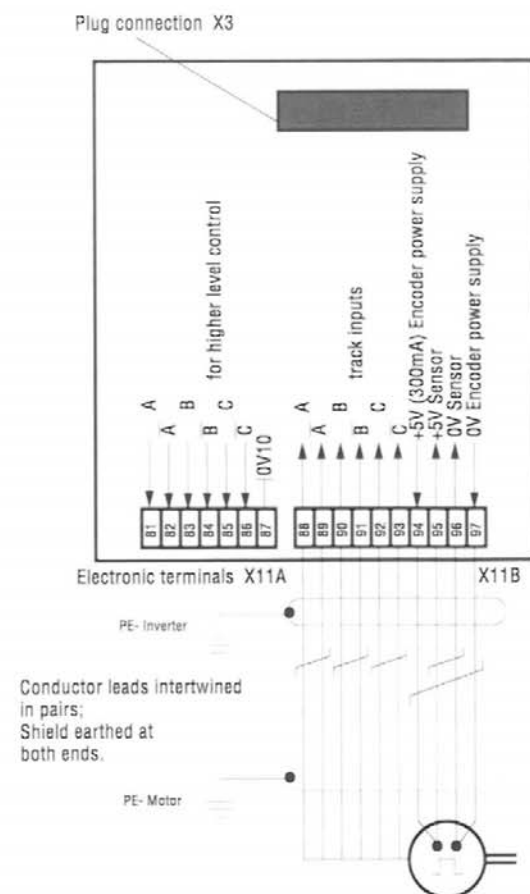 Plug connection X3
for higher level control
track inputs
+5V (300mA) Encoder power supply
+5V Sensor
0V Sensor
0V Encoder power supply
A
A
B
B
C
C
0V10
A
A
B
B
C
C
81
82
83
84
85
86
87
88
89
90
91
92
93
94
95
96
97
Electronic terminals X11A
X11B
PE- Inverter
Conductor leads intertwined
in pairs;
Shield earthed at
both ends.
PE- Motor